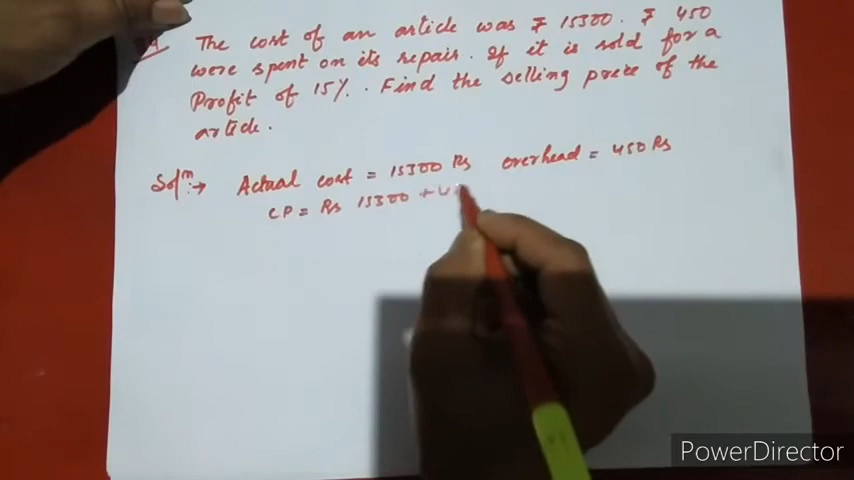 The cost of an article was ₹ 15300. ₹ 450
were spent on its repair. If it is sold for a
Profit of 15%. Find the selling price of the
article.
Solⁿ:→ Actual cost = 15300 Rs overhead = 450 Rs
CP = Rs 15300 + 4
PowerDirector